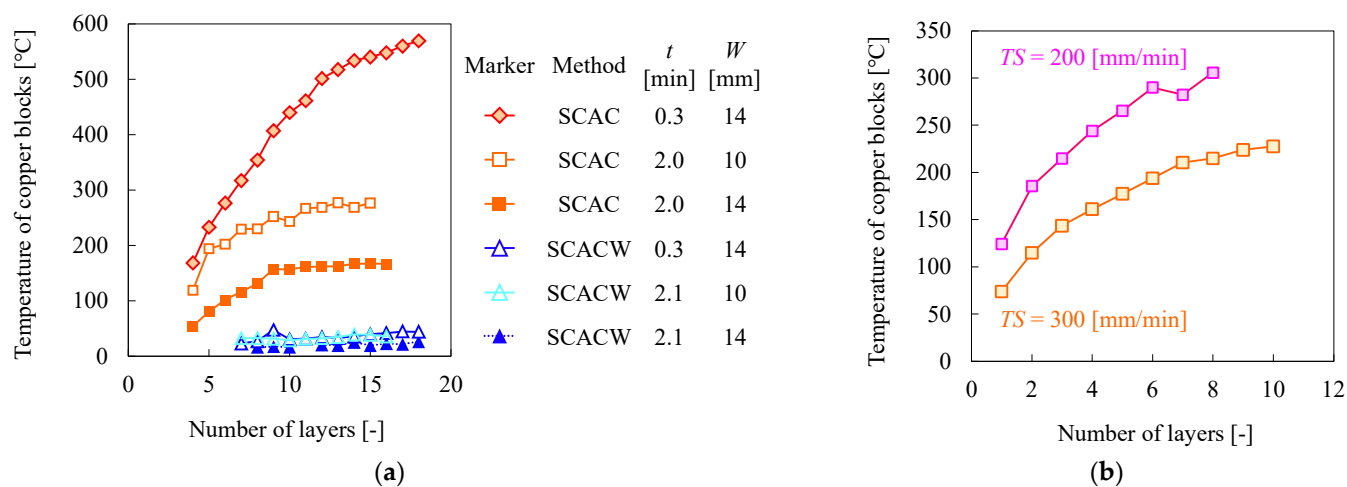 Temperature of copper blocks [℃]
600
500
400
300
200
100
0
0 5 10 15 20
Number of layers [-]
(a)
Marker Method t [min] W [mm]
SCAC 0.3 14
SCAC 2.0 10
SCAC 2.0 14
SCACW 0.3 14
SCACW 2.1 10
SCACW 2.1 14
Temperature of copper blocks [℃]
350
300
250
200
150
100
50
0
TS = 200 [mm/min]
TS = 300 [mm/min]
0 2 4 6 8 10 12
Number of layers [-]
(b)